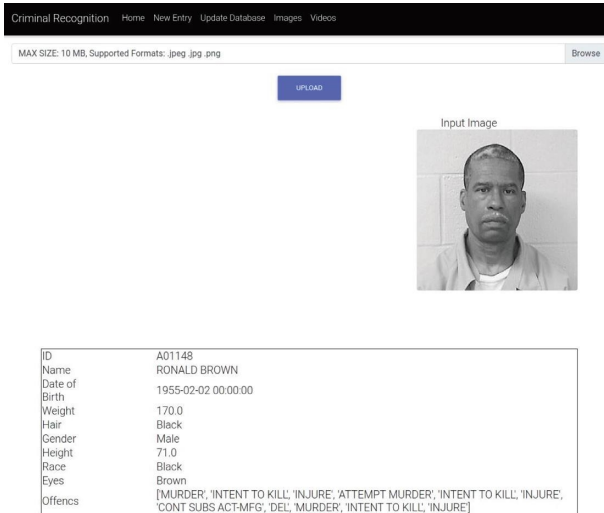 Criminal Recognition Home New Entry Update Database Images Videos
MAX SIZE: 10 MB, Supported Formats: .jpeg .jpg .png Browse
UPLOAD
Input Image
ID A01148
Name RONALD BROWN
Date of
Birth 1955-02-02 00:00:00
Weight 170.0
Hair Black
Gender Male
Height 71.0
Race Black
Eyes Brown
Offencs ['MURDER', 'INTENT TO KILL', 'INJURE', 'ATTEMPT MURDER', 'INTENT TO KILL', 'INJURE',
'CONT SUBS ACT-MFG', 'DEL', 'MURDER', 'INTENT TO KILL', 'INJURE']